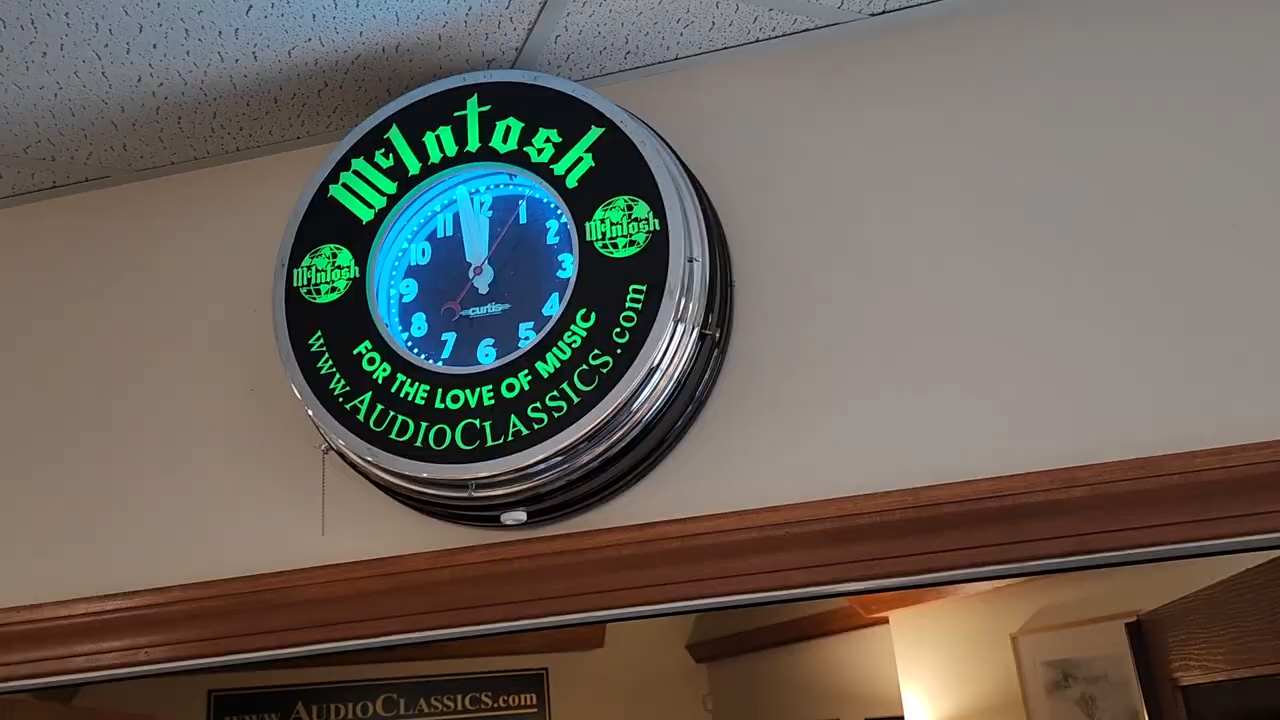 McIntosh
McIntosh
McIntosh
12
1
2
3
4
5
6
7
8
9
10
11
curtis
FOR THE LOVE OF MUSIC
www.AUDIOCLASSICS.com
www.AUDIOCLASSICS.com